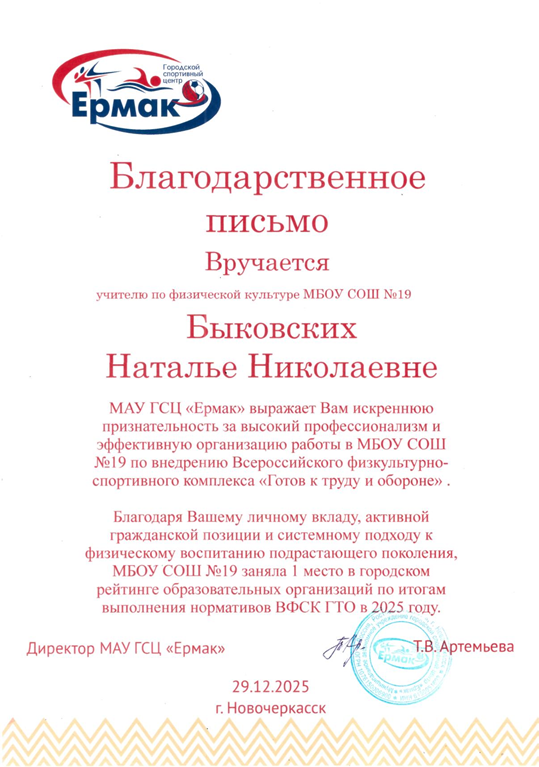 Городской
спортивный
центр
Ермак
Благодарственное
письмо
Вручается
учителю по физической культуре МБОУ СОШ №19
Быковских
Наталье Николаевне
МАУ ГСЦ «Ермак» выражает Вам искреннюю
признательность за высокий профессионализм и
эффективную организацию работы в МБОУ СОШ
№19 по внедрению Всероссийского физкультурно-
спортивного комплекса «Готов к труду и обороне» .
Благодаря Вашему личному вкладу, активной
гражданской позиции и системному подходу к
физическому воспитанию подрастающего поколения,
МБОУ СОШ №19 заняла 1 место в городском
рейтинге образовательных организаций по итогам
выполнения нормативов ВФСК ГТО в 2025 году.
Директор МАУ ГСЦ «Ермак»
Т.В. Артемьева
Ермак
29.12.2025
г. Новочеркасск